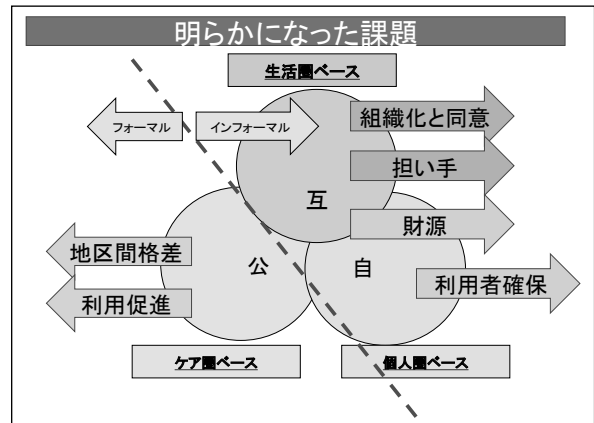 明らかになった課題
生活圏ベース
フォーマル
インフォーマル
組織化と同意
担い手
互
財源
地区間格差
公
自
利用者確保
利用促進
ケア圏ベース
個人圏ベース